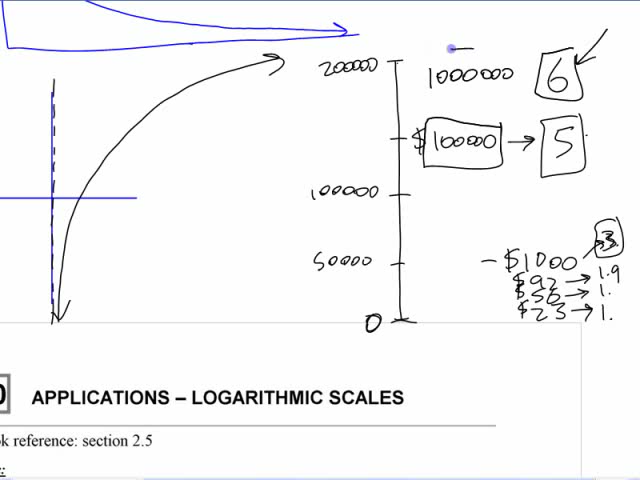 200000 1000000 6
$100000 → 5
100000
3
50000 - $1000
$92 → 1.9
$56 → 1.
0 $23 → 1.
APPLICATIONS – LOGARITHMIC SCALES
ok reference: section 2.5